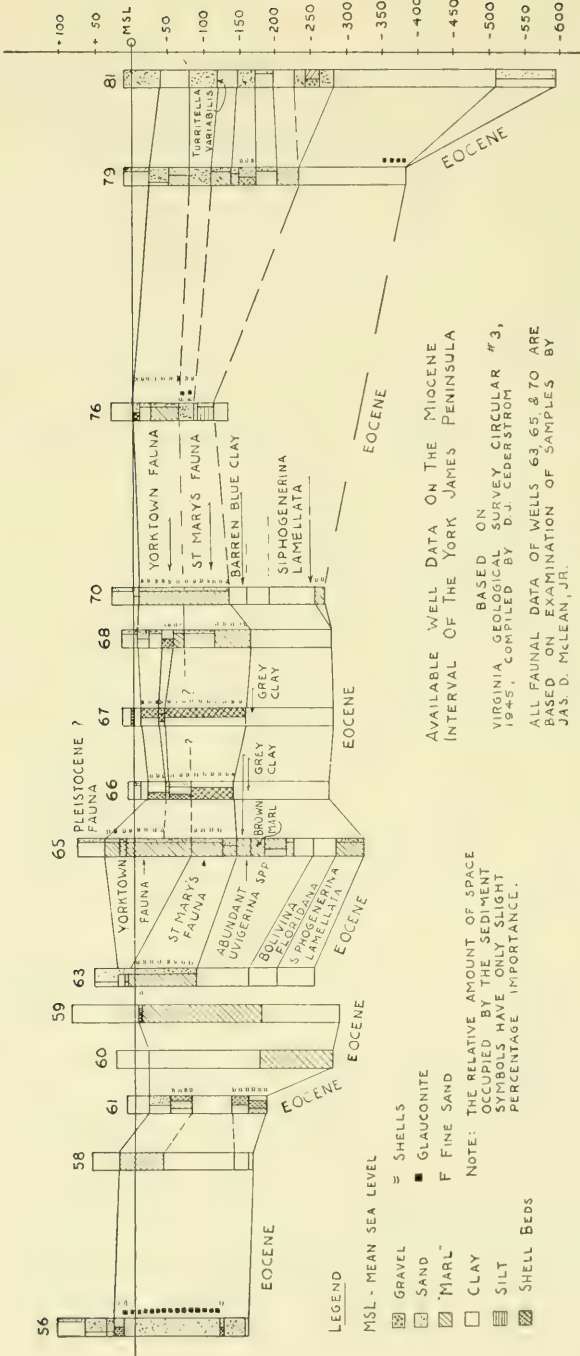 +100
+50
O MSL
-50
-100
-150
-200
-250
-300
-350
-400
-450
-500
-550
-600
56
58
61
60
59
63
65
66
67
68
70
76
79
81
PLEISTOCENE ?
FAUNA
YORKTOWN
FAUNA
ST MARY'S
FAUNA
ABUNDANT
UVIGERINA SPP
BOLIVINA
FLORIDANA
SIPHOGENERINA
LAMELLATA
EOCENE
BROWN
MARL
GREY
CLAY
GREY
CLAY
?
?
YORKTOWN FAUNA
ST MARYS FAUNA
BARREN BLUE CLAY
SIPHOGENERINA
LAMELLATA
TURRITELLA
VARIABILIS
F
F
EOCENE
EOCENE
EOCENE
EOCENE
EOCENE
EOCENE
LEGEND
MSL - MEAN SEA LEVEL
GRAVEL
SAND
"MARL"
CLAY
SILT
SHELL BEDS
SHELLS
GLAUCONITE
F FINE SAND
NOTE: THE RELATIVE AMOUNT OF SPACE
OCCUPIED BY THE SEDIMENT
SYMBOLS HAVE ONLY SLIGHT
PERCENTAGE IMPORTANCE.
AVAILABLE WELL DATA ON THE MIOCENE
INTERVAL OF THE YORK JAMES PENINSULA
BASED ON
VIRGINIA GEOLOGICAL SURVEY CIRCULAR #3,
1945, COMPILED BY D.J. CEDERSTROM
ALL FAUNAL DATA OF WELLS 63, 65, & 70 ARE
BASED ON EXAMINATION OF SAMPLES BY
JAS. D. MCLEAN, JR.